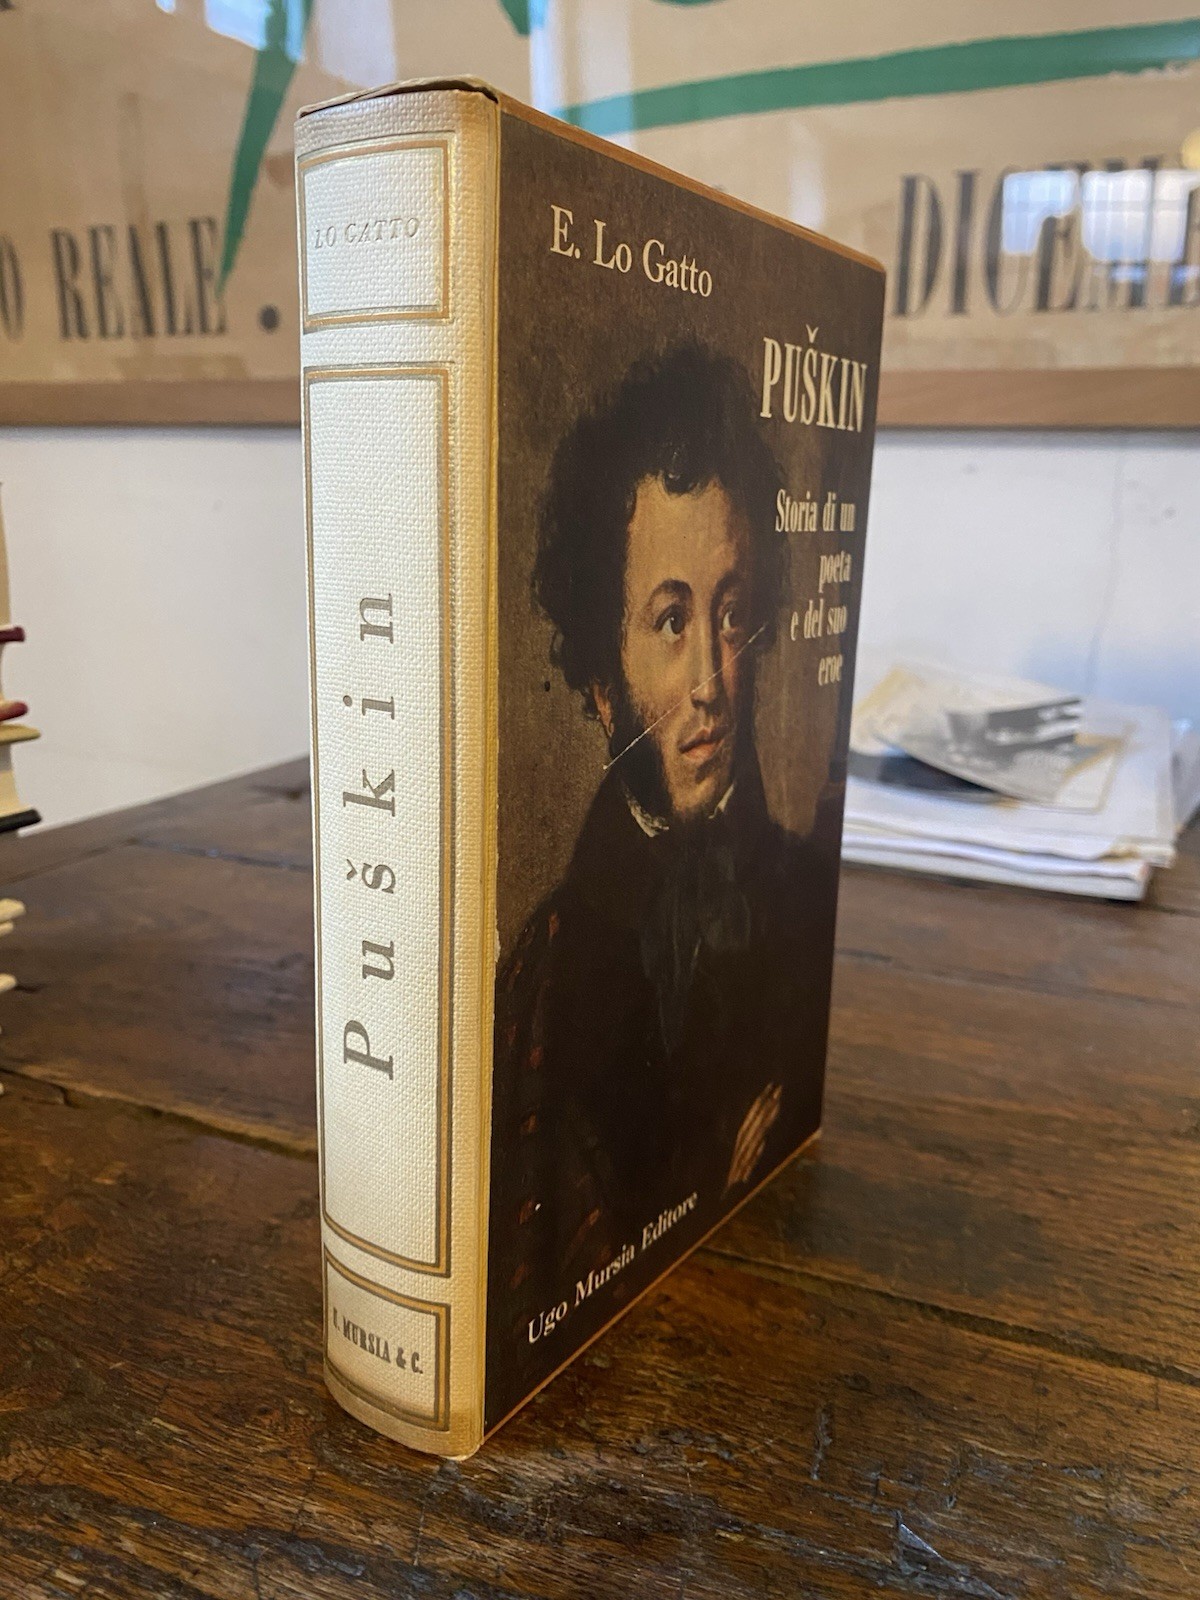 REALE.
DICEM
LO GATTO
Puškin
MURSIA & C.
E. Lo Gatto
PUŠKIN
Storia di un
poeta
e del suo
eroe
Ugo Mursia Editore